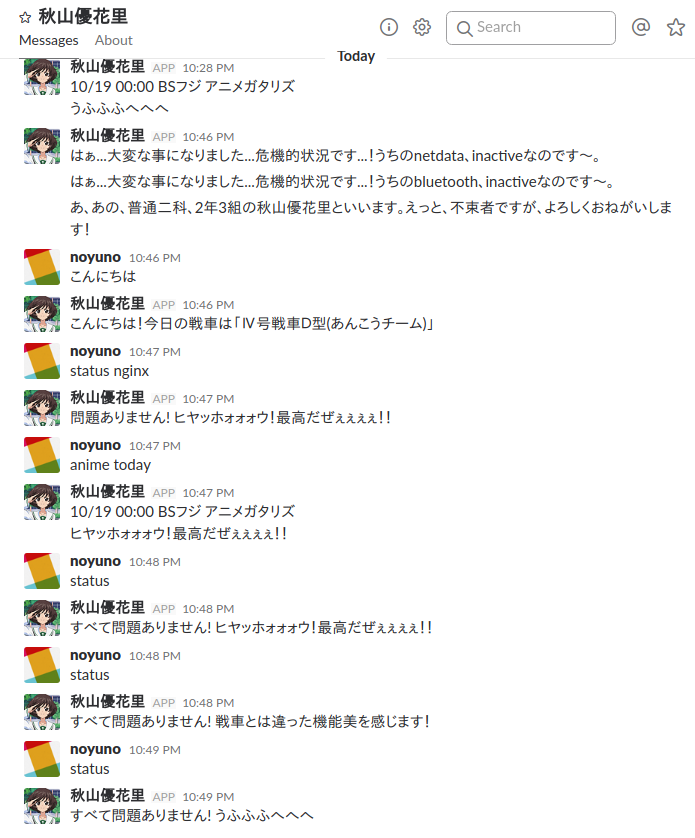 秋山優花里
Messages About
Search
Today
秋山優花里 APP 10:28 PM
10/19 00:00 BSフジ アニメガタリズ
うふふふへへへ
秋山優花里 APP 10:46 PM
はぁ...大変な事になりました...危機的状況です...!うちのnetdata、inactiveなのです〜。
はぁ...大変な事になりました...危機的状況です...!うちのbluetooth、inactiveなのです〜。
あ、あの、普通二科、2年3組の秋山優花里といいます。えっと、不束者ですが、よろしくおねがいしま
す!
noyuno 10:46 PM
こんにちは
秋山優花里 APP 10:46 PM
こんにちは!今日の戦車は「Ⅳ号戦車D型(あんこうチーム)」
noyuno 10:47 PM
status nginx
秋山優花里 APP 10:47 PM
問題ありません! ヒヤッホォォォウ!最高だぜぇぇぇぇ!!
noyuno 10:47 PM
anime today
秋山優花里 APP 10:47 PM
10/19 00:00 BSフジ アニメガタリズ
ヒヤッホォォォウ!最高だぜぇぇぇぇ!!
noyuno 10:48 PM
status
秋山優花里 APP 10:48 PM
すべて問題ありません! ヒヤッホォォォウ!最高だぜぇぇぇぇ!!
noyuno 10:48 PM
status
秋山優花里 APP 10:48 PM
すべて問題ありません! 戦車とは違った機能美を感じます!
noyuno 10:49 PM
status
秋山優花里 APP 10:49 PM
すべて問題ありません! うふふふへへへ